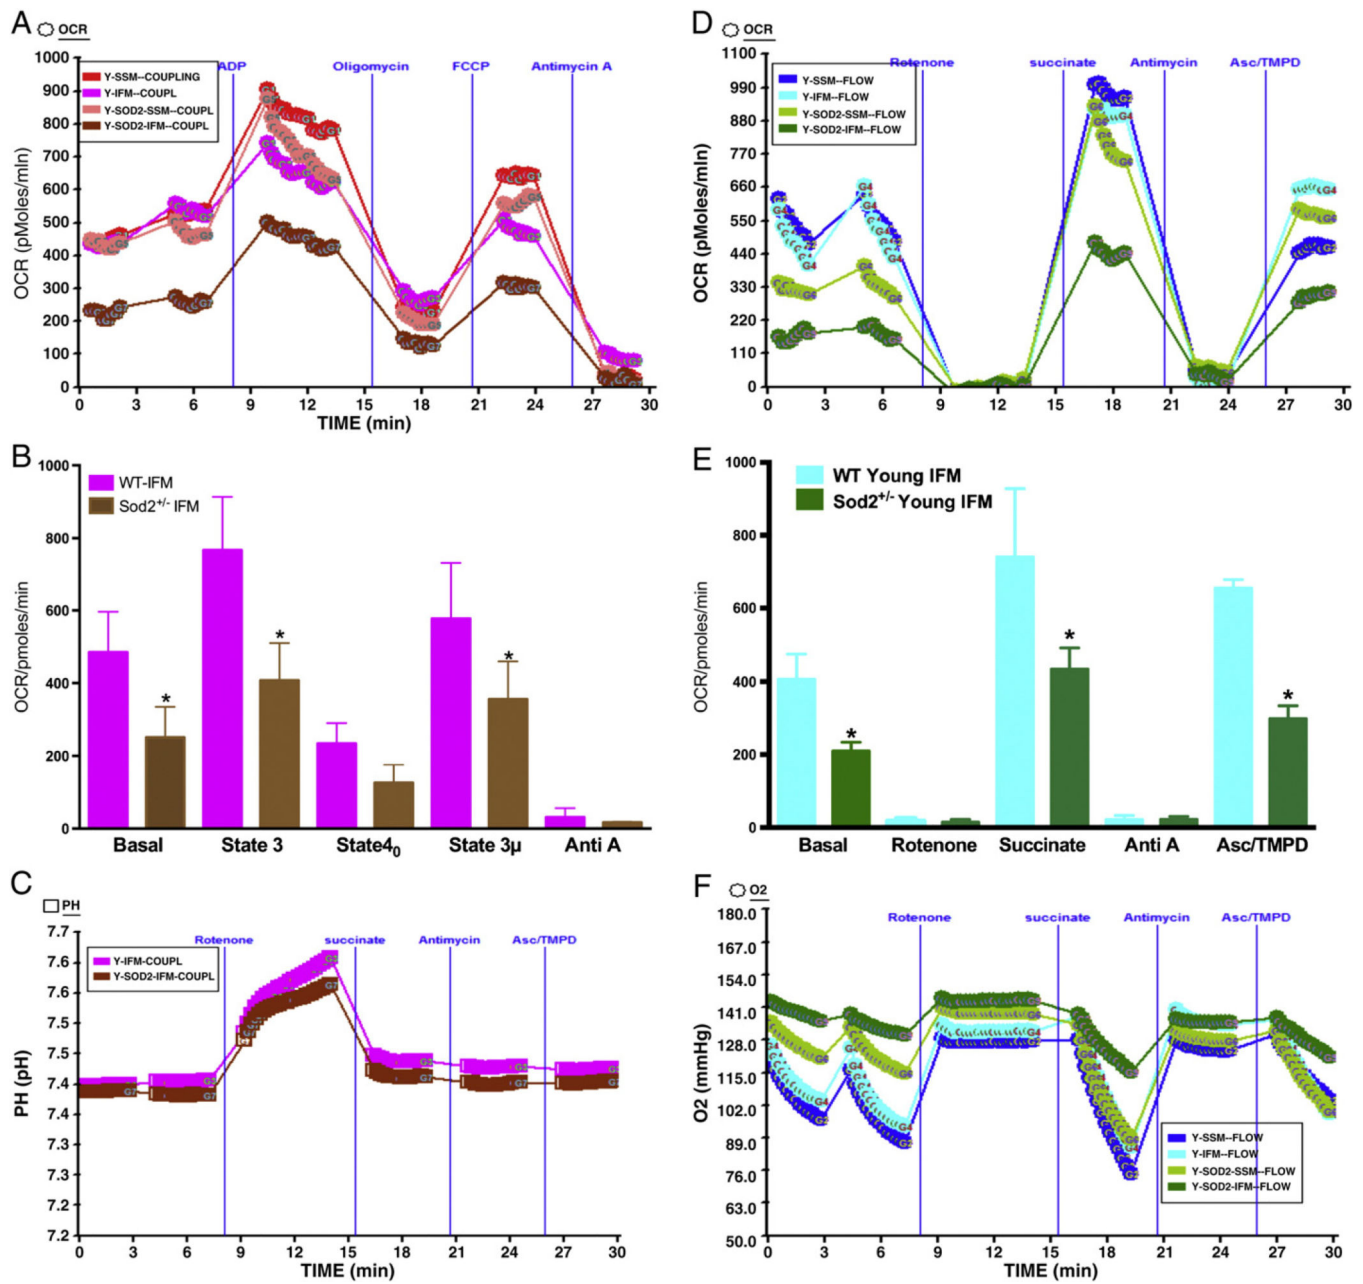 A
OCR
ADP
Oligomycin
FCCP
Antimycin A
Y-SSM--COUPLING
Y-IFM--COUPL
Y-SOD2-SSM--COUPL
Y-SOD2-IFM--COUPL
OCR (pMoles/mIn)
1000
900
800
700
600
500
400
300
200
100
0
0 3 6 9 12 15 18 21 24 27 30
TIME (min)
D
OCR
Rotenone
succinate
Antimycin
Asc/TMPD
Y-SSM--FLOW
Y-IFM--FLOW
Y-SOD2-SSM--FLOW
Y-SOD2-IFM--FLOW
OCR (pMoles/mIn)
1100
990
880
770
660
550
440
330
220
110
0
0 3 6 9 12 15 18 21 24 27 30
TIME (min)
B
WT-IFM
Sod2+/- IFM
OCR/pmoles/min
1000
800
600
400
200
0
* * *
Basal State 3 State40 State 3µ Anti A
E
WT Young IFM
Sod2+/- Young IFM
OCR/pmoles/min
1000
800
600
400
200
0
* * *
Basal Rotenone Succinate Anti A Asc/TMPD
C
PH
Rotenone
succinate
Antimycin
Asc/TMPD
Y-IFM-COUPL
Y-SOD2-IFM-COUPL
PH (pH)
7.7
7.6
7.6
7.5
7.5
7.4
7.4
7.3
7.3
7.2
7.2
0 3 6 9 12 15 18 21 24 27 30
TIME (min)
F
O2
Rotenone
succinate
Antimycin
Asc/TMPD
Y-SSM--FLOW
Y-IFM--FLOW
Y-SOD2-SSM--FLOW
Y-SOD2-IFM--FLOW
O2 (mmHg)
180.0
167.0
154.0
141.0
128.0
115.0
102.0
89.0
76.0
63.0
50.0
0 3 6 9 12 15 18 21 24 27 30
TIME (min)